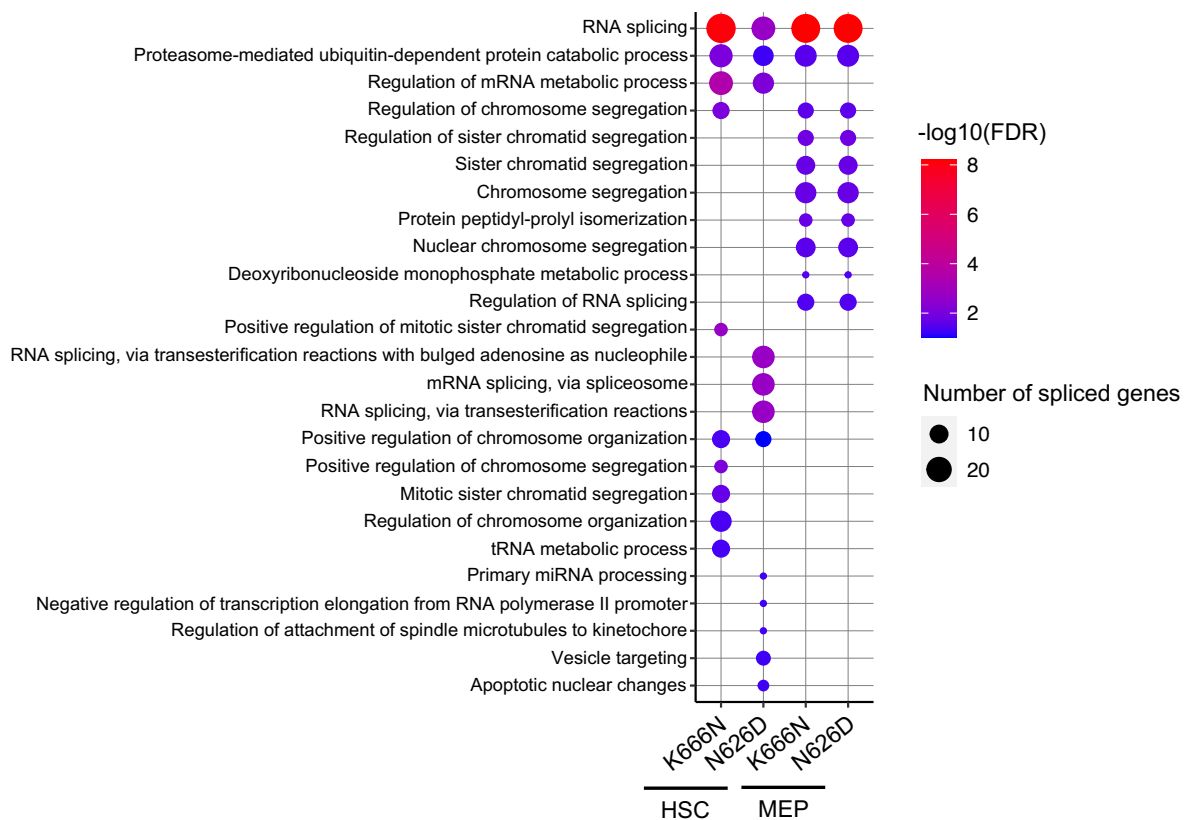 RNA splicing
Proteasome-mediated ubiquitin-dependent protein catabolic process
Regulation of mRNA metabolic process
Regulation of chromosome segregation
Regulation of sister chromatid segregation
Sister chromatid segregation
Chromosome segregation
Protein peptidyl-prolyl isomerization
Nuclear chromosome segregation
Deoxyribonucleoside monophosphate metabolic process
Regulation of RNA splicing
Positive regulation of mitotic sister chromatid segregation
RNA splicing, via transesterification reactions with bulged adenosine as nucleophile
mRNA splicing, via spliceosome
RNA splicing, via transesterification reactions
Positive regulation of chromosome organization
Positive regulation of chromosome segregation
Mitotic sister chromatid segregation
Regulation of chromosome organization
tRNA metabolic process
Primary miRNA processing
Negative regulation of transcription elongation from RNA polymerase II promoter
Regulation of attachment of spindle microtubules to kinetochore
Vesicle targeting
Apoptotic nuclear changes
K666N N626D K666N N626D
HSC MEP
-log10(FDR)
8
6
4
2
Number of spliced genes
10
20